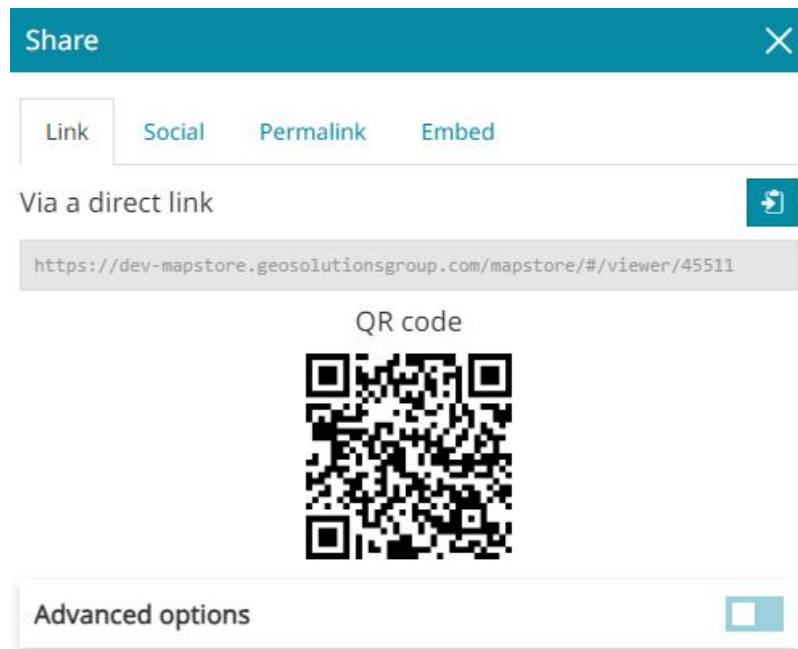 Share
Link Social Permalink Embed
Via a direct link
https://dev-mapstore.geosolutionsgroup.com/mapstore/#/viewer/45511
QR code
Advanced options